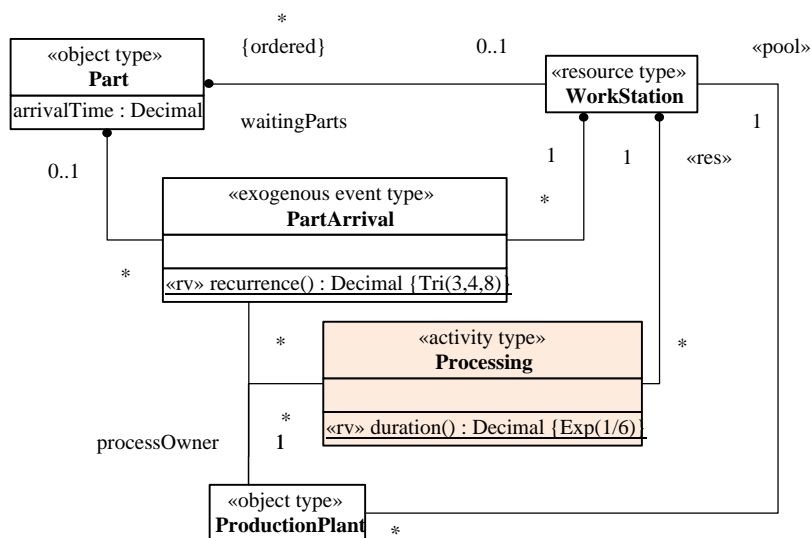 *
{ordered}
0..1
«pool»
«object type»
Part
arrivalTime : Decimal
«resource type»
WorkStation
waitingParts
1
0..1
1
1
«res»
«exogenous event type»
PartArrival
*
*
«rv» recurrence() : Decimal {Tri(3,4,8)}
*
«activity type»
Processing
*
*
«rv» duration() : Decimal {Exp(1/6)}
processOwner
1
«object type»
ProductionPlant
*